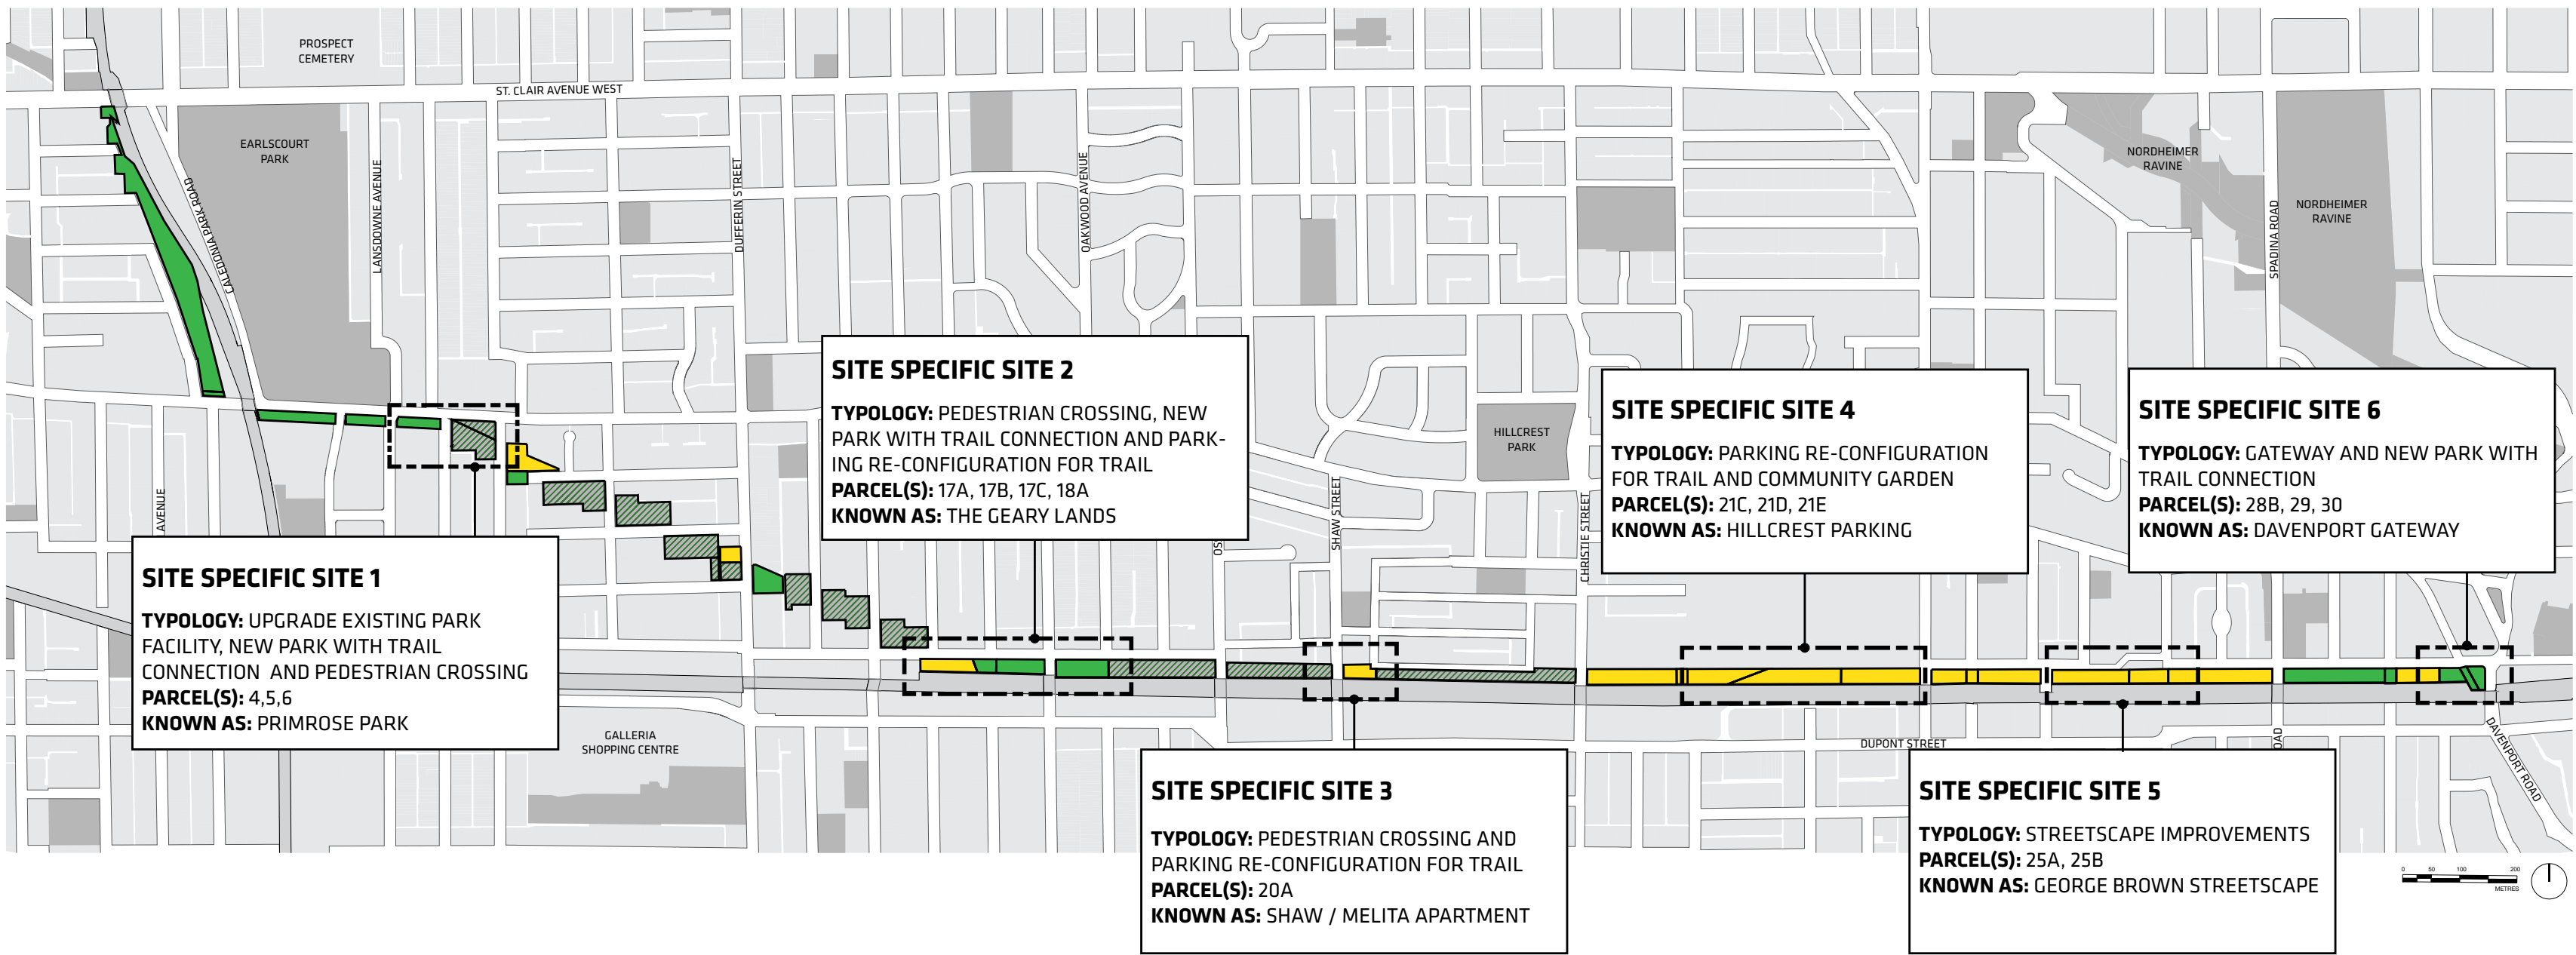 PROSPECT
CEMETERY
ST. CLAIR AVENUE WEST
EARLSCOURT
PARK
CALEDONIA PARK ROAD
LANSDOWNE AVENUE
DUFFERIN STREET
OAKWOOD AVENUE
NORDHEIMER
RAVINE
SPADINA ROAD
NORDHEIMER
RAVINE
HILLCREST
PARK
SHAW STREET
CHRISTIE STREET
AVENUE
OS
SITE SPECIFIC SITE 2
TYPOLOGY: PEDESTRIAN CROSSING, NEW
PARK WITH TRAIL CONNECTION AND PARK-
ING RE-CONFIGURATION FOR TRAIL
PARCEL(S): 17A, 17B, 17C, 18A
KNOWN AS: THE GEARY LANDS
SITE SPECIFIC SITE 4
TYPOLOGY: PARKING RE-CONFIGURATION
FOR TRAIL AND COMMUNITY GARDEN
PARCEL(S): 21C, 21D, 21E
KNOWN AS: HILLCREST PARKING
SITE SPECIFIC SITE 6
TYPOLOGY: GATEWAY AND NEW PARK WITH
TRAIL CONNECTION
PARCEL(S): 28B, 29, 30
KNOWN AS: DAVENPORT GATEWAY
SITE SPECIFIC SITE 1
TYPOLOGY: UPGRADE EXISTING PARK
FACILITY, NEW PARK WITH TRAIL
CONNECTION AND PEDESTRIAN CROSSING
PARCEL(S): 4,5,6
KNOWN AS: PRIMROSE PARK
GALLERIA
SHOPPING CENTRE
DUPONT STREET
OAD
DAVENPORT ROAD
SITE SPECIFIC SITE 3
TYPOLOGY: PEDESTRIAN CROSSING AND
PARKING RE-CONFIGURATION FOR TRAIL
PARCEL(S): 20A
KNOWN AS: SHAW / MELITA APARTMENT
SITE SPECIFIC SITE 5
TYPOLOGY: STREETSCAPE IMPROVEMENTS
PARCEL(S): 25A, 25B
KNOWN AS: GEORGE BROWN STREETSCAPE
0 50 100 200
METRES